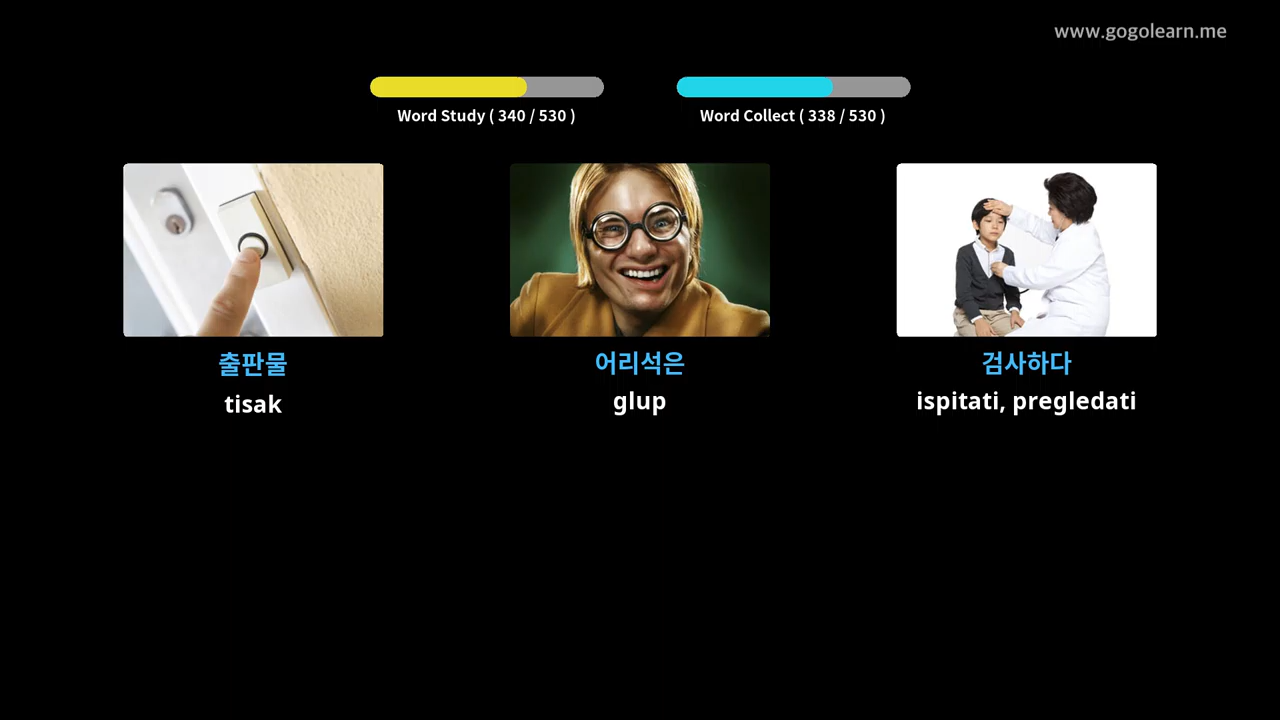 www.gogolearn.me
Word Study ( 340 / 530 )
Word Collect ( 338 / 530 )
출판물
어리석은
검사하다
tisak
glup
ispitati, pregledati